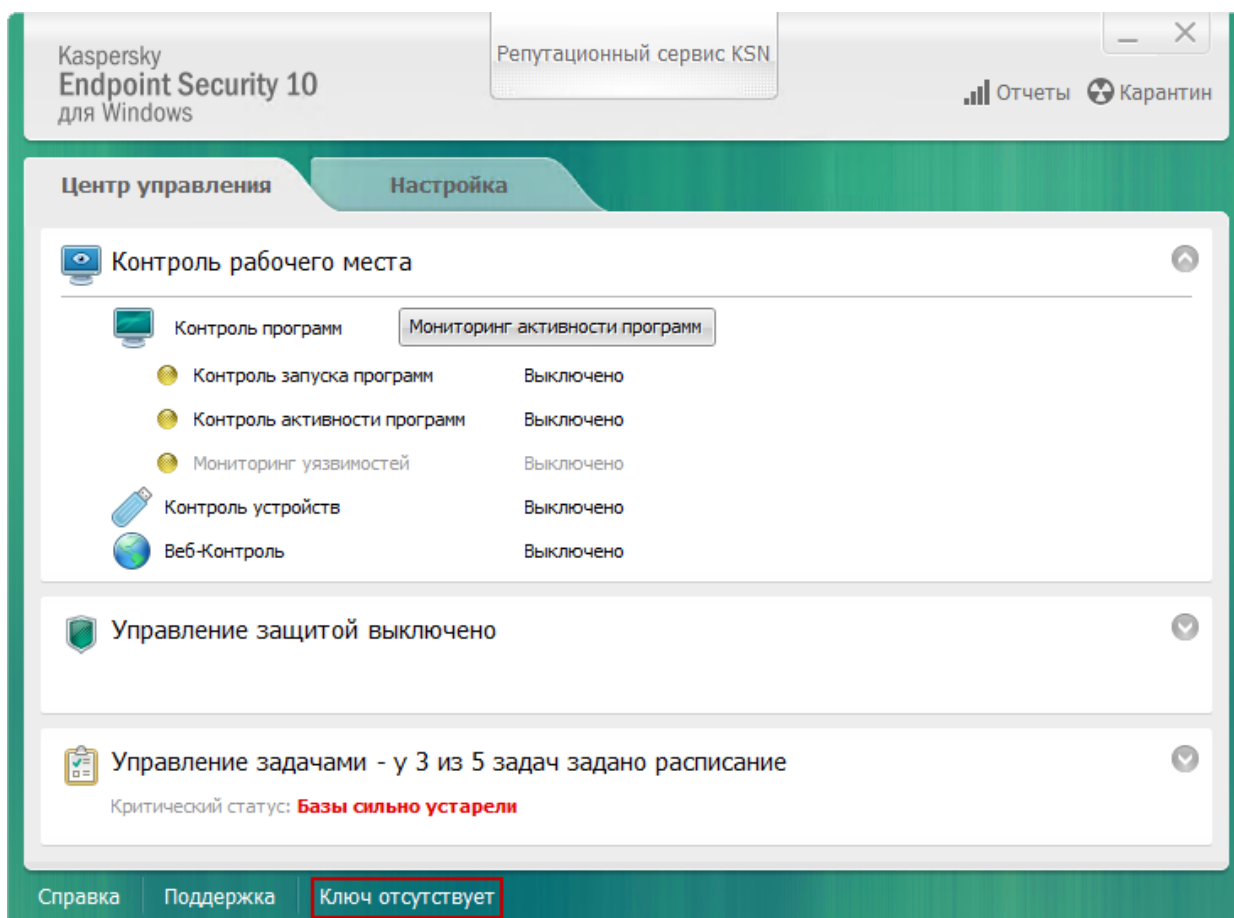 Kaspersky
Endpoint Security 10
для Windows
Репутационный сервис KSN
Отчеты
Карантин
Центр управления
Настройка
Контроль рабочего места
Контроль программ
Мониторинг активности программ
Контроль запуска программ Выключено
Контроль активности программ Выключено
Мониторинг уязвимостей Выключено
Контроль устройств Выключено
Веб-Контроль Выключено
Управление защитой выключено
Управление задачами - у 3 из 5 задач задано расписание
Критический статус: Базы сильно устарели
Справка
Поддержка
Ключ отсутствует